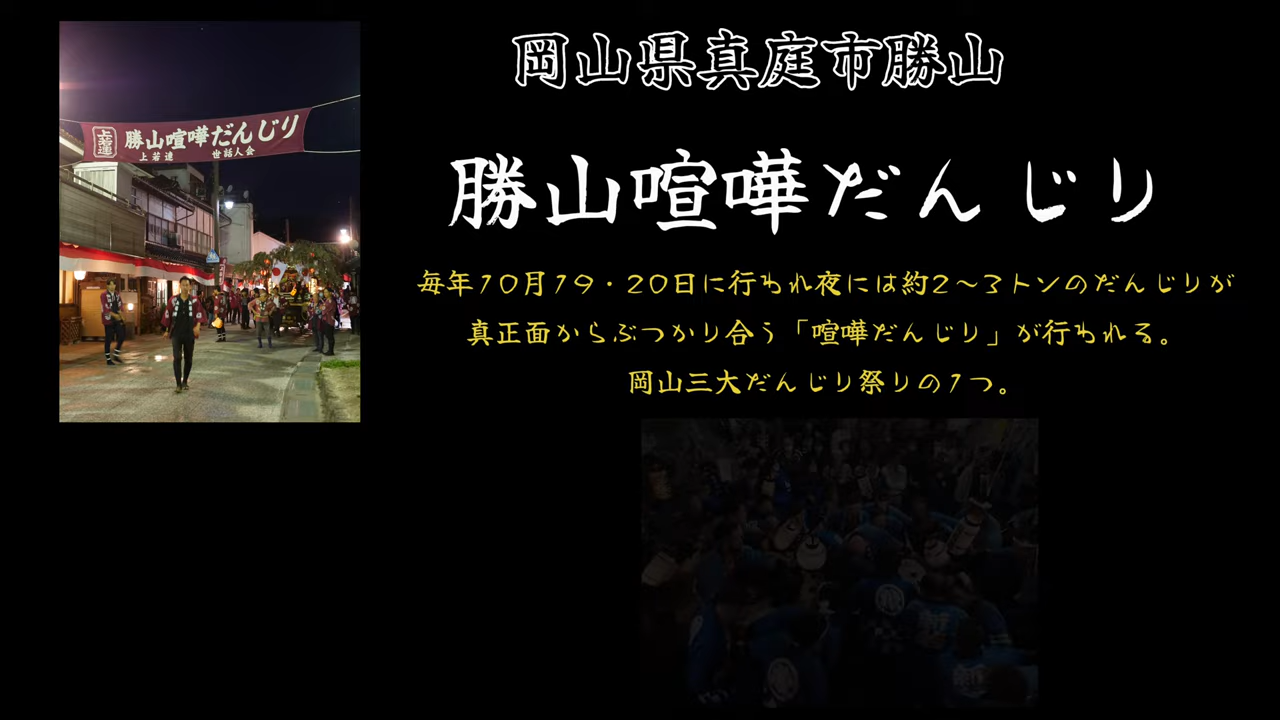 岡山県真庭市勝山
勝山喧嘩だんじり
毎年10月19・20日に行われ夜には約2～3トンのだんじりが
真正面からぶつかり合う「喧嘩だんじり」が行われる。
岡山三大だんじり祭りの1つ。
上若連
勝山喧嘩だんじり
上若連 世話人会